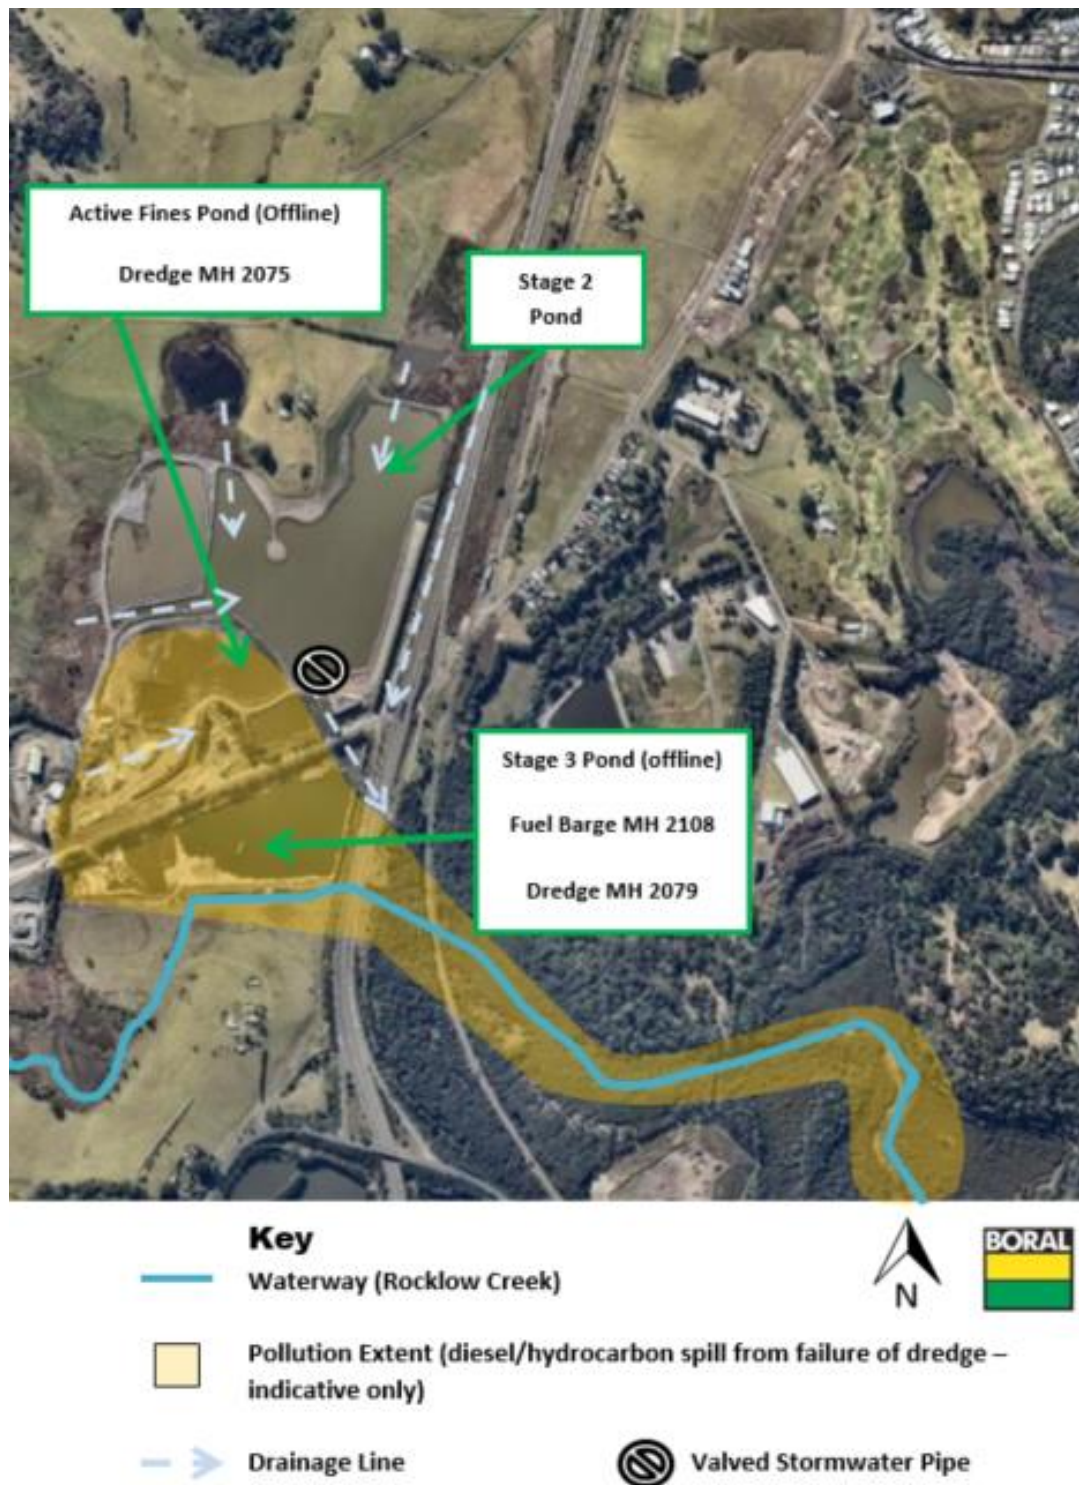 Active Fines Pond (Offline)
Dredge MH 2075
Stage 2
Pond
Stage 3 Pond (offline)
Fuel Barge MH 2108
Dredge MH 2079
Key
Waterway (Rocklow Creek)
N
BORAL
Pollution Extent (diesel/hydrocarbon spill from failure of dredge –
indicative only)
Drainage Line
Valved Stormwater Pipe